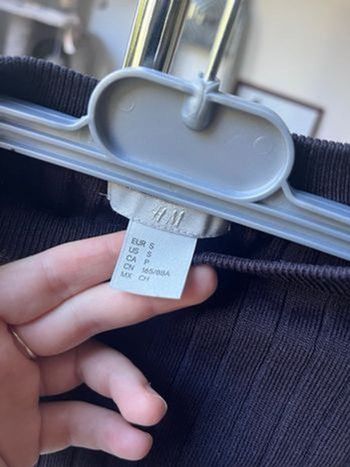 H&M
EUR S
US S
CA P
CN 165/88A
MX CH